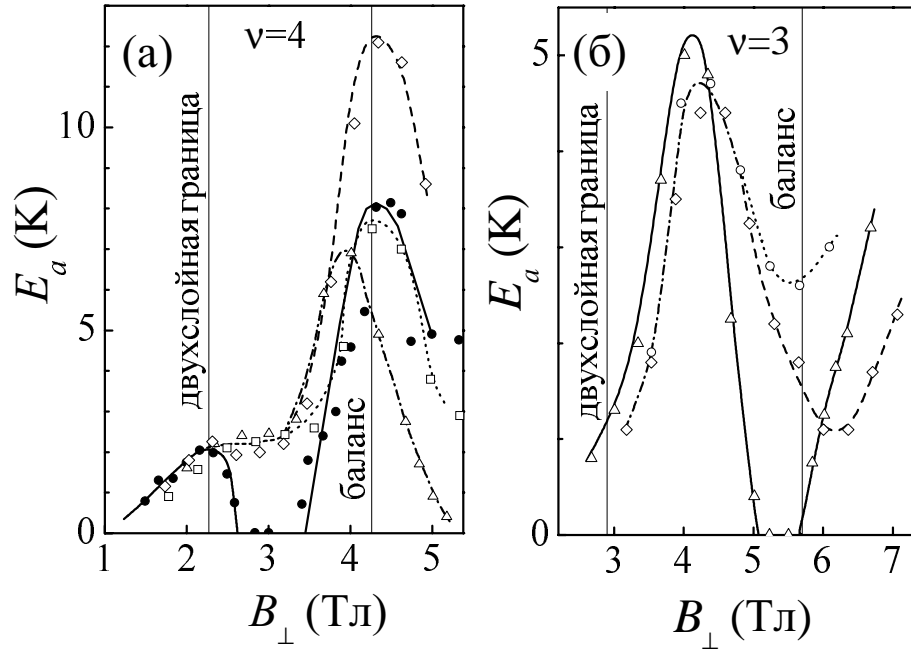 (а)
ν=4
двухслойная граница
баланс
E_a (К)
10
5
0
1
2
3
4
5
B_⊥ (Тл)
(б)
ν=3
двухслойная граница
баланс
E_a (К)
5
0
3
4
5
6
7
B_⊥ (Тл)